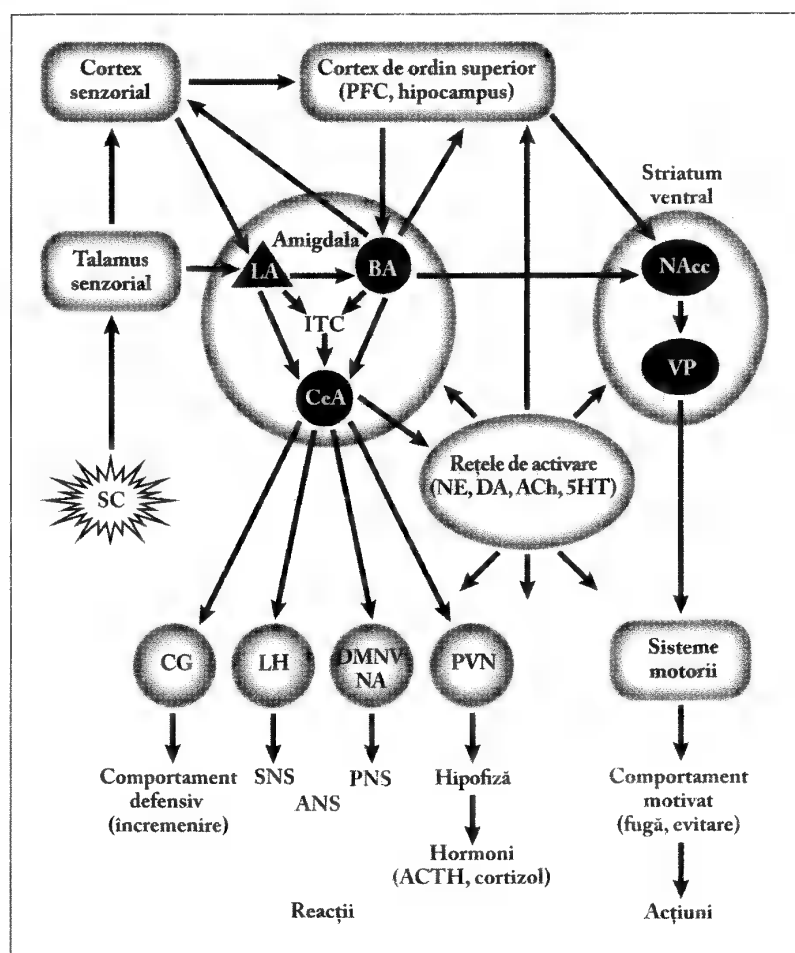 Cortex
senzorial
Cortex de ordin superior
(PFC, hipocampus)
Striatum
ventral
Talamus
senzorial
Amigdala
LA
BA
NAcc
ITC
VP
CeA
Rețele de activare
(NE, DA, ACh, 5HT)
SC
CG
LH
DMNV
NA
PVN
Sisteme
motorii
Comportament
defensiv
(încremenire)
SNS
PNS
ANS
Hipofiză
Comportament
motivat
(fugă, evitare)
Hormoni
(ACTH, cortizol)
Reacții
Acțiuni